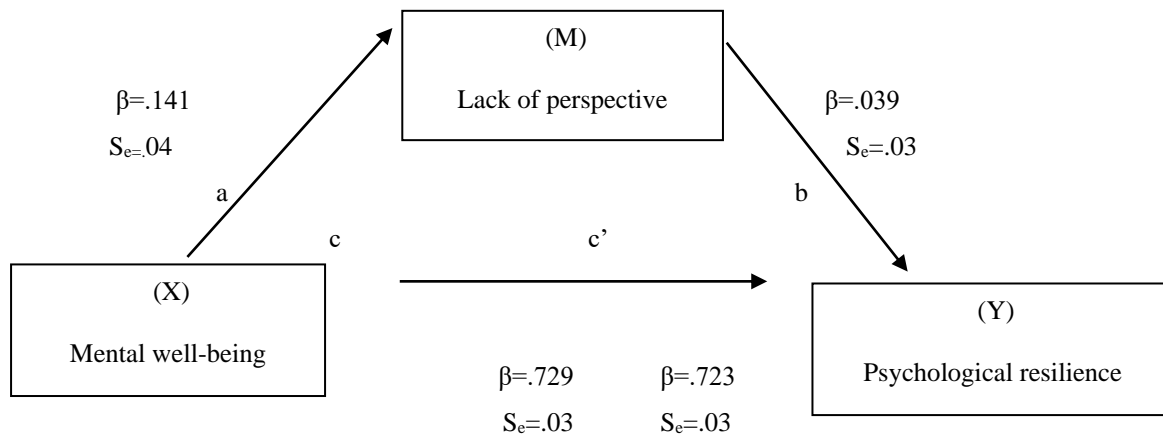 (M)
Lack of perspective
β=.141
Se=.04
β=.039
Se=.03
a
b
c
c’
(X)
Mental well-being
(Y)
Psychological resilience
β=.729 β=.723
Se=.03 Se=.03